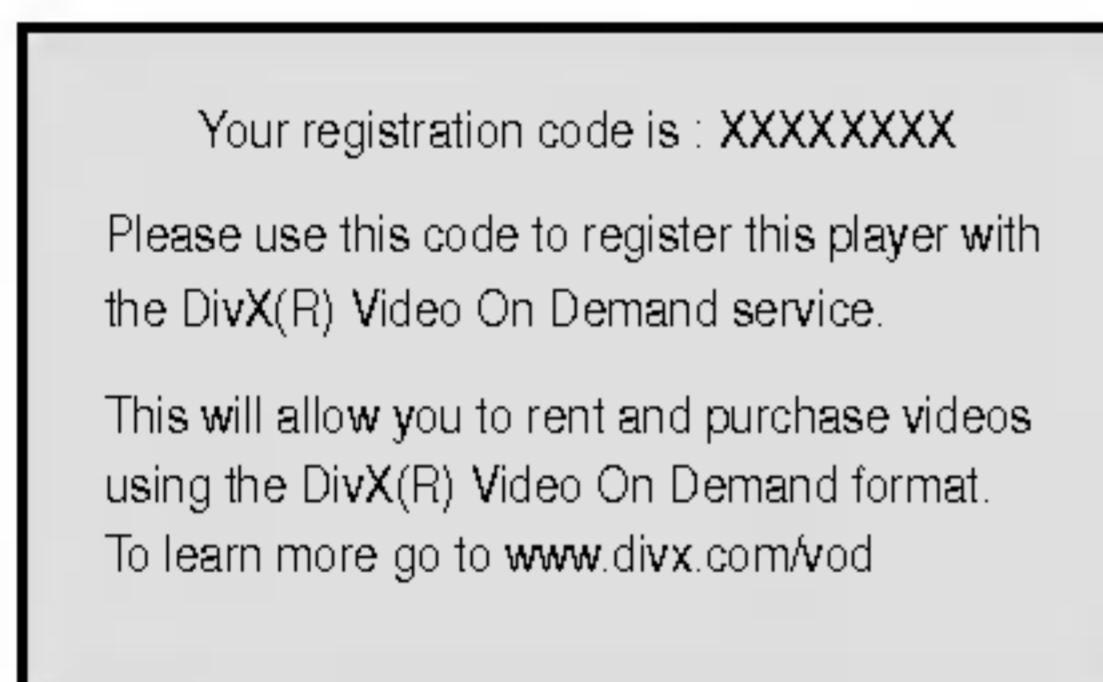 Your registration code is : XXXXXXXX
Please use this code to register this player with
the DivX(R) Video On Demand service.
This will allow you to rent and purchase videos
using the DivX(R) Video On Demand format.
To learn more go to www.divx.com/vod